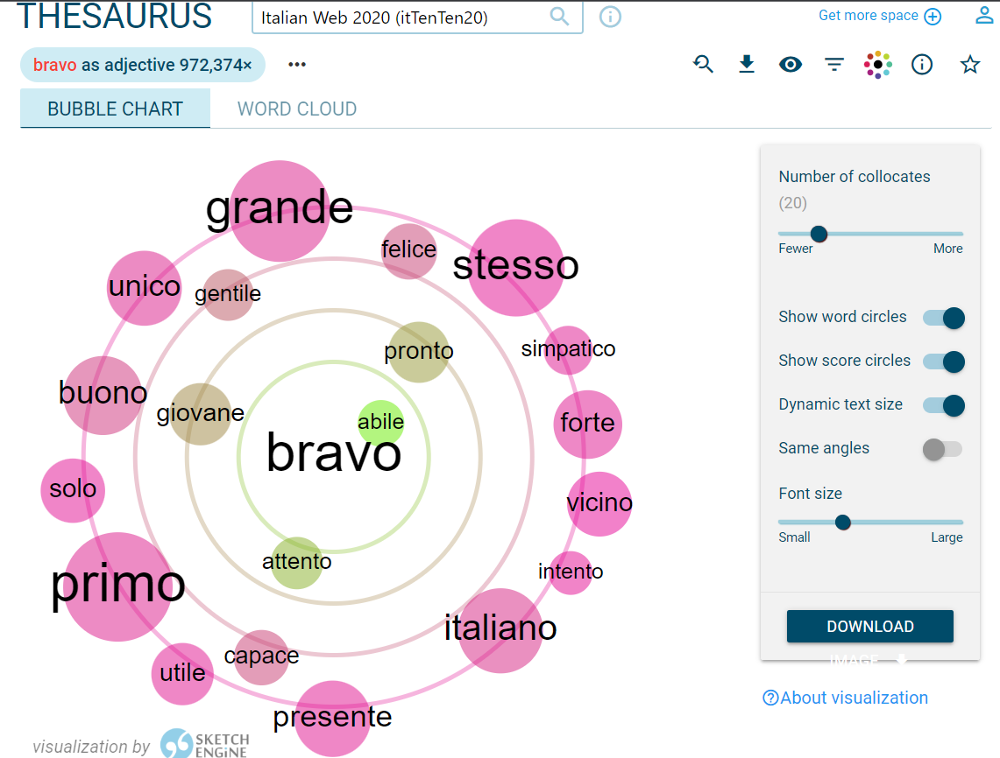 THESAURUS
Italian Web 2020 (itTenTen20)
Get more space
bravo as adjective 972,374×
BUBBLE CHART
WORD CLOUD
grande
felice
stesso
unico
gentile
simpatico
pronto
buono
giovane
abile
forte
bravo
solo
vicino
attento
intento
primo
italiano
capace
utile
presente
visualization by
SKETCH
ENGINE
Number of collocates
(20)
Fewer
More
Show word circles
Show score circles
Dynamic text size
Same angles
Font size
Small
Large
DOWNLOAD
IMAGE
About visualization